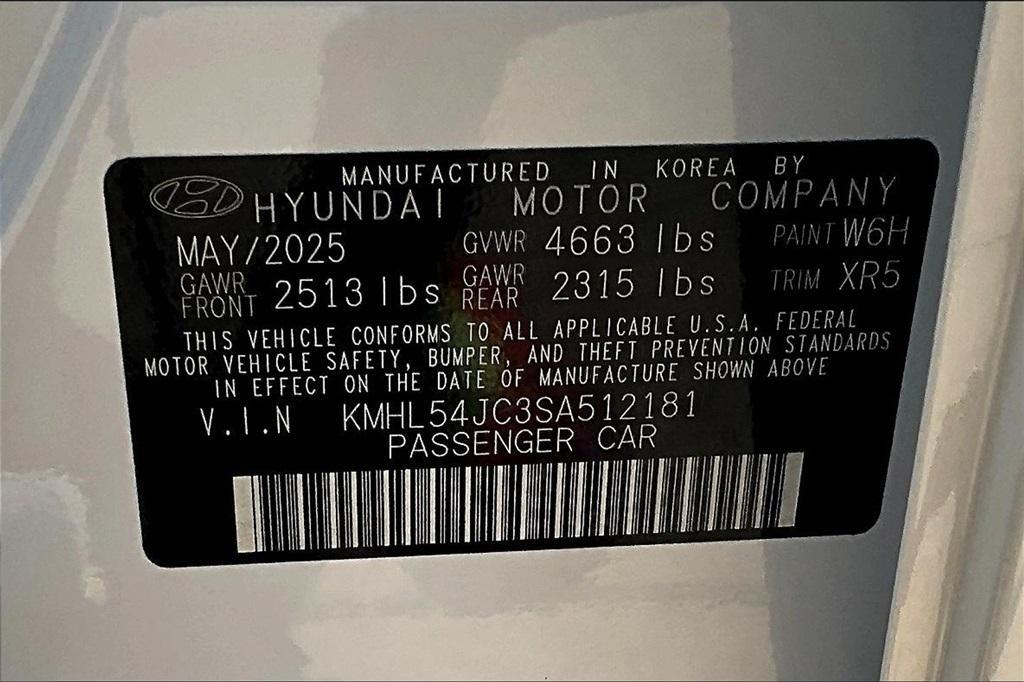 MANUFACTURED IN KOREA BY
HYUNDAI MOTOR COMPANY
MAY/2025 GVWR 4663 lbs PAINT W6H
GAWR FRONT 2513 lbs GAWR REAR 2315 lbs TRIM XR5
THIS VEHICLE CONFORMS TO ALL APPLICABLE U.S.A. FEDERAL
MOTOR VEHICLE SAFETY, BUMPER, AND THEFT PREVENTION STANDARDS
IN EFFECT ON THE DATE OF MANUFACTURE SHOWN ABOVE
V.I.N KMHL54JC3SA512181
PASSENGER CAR